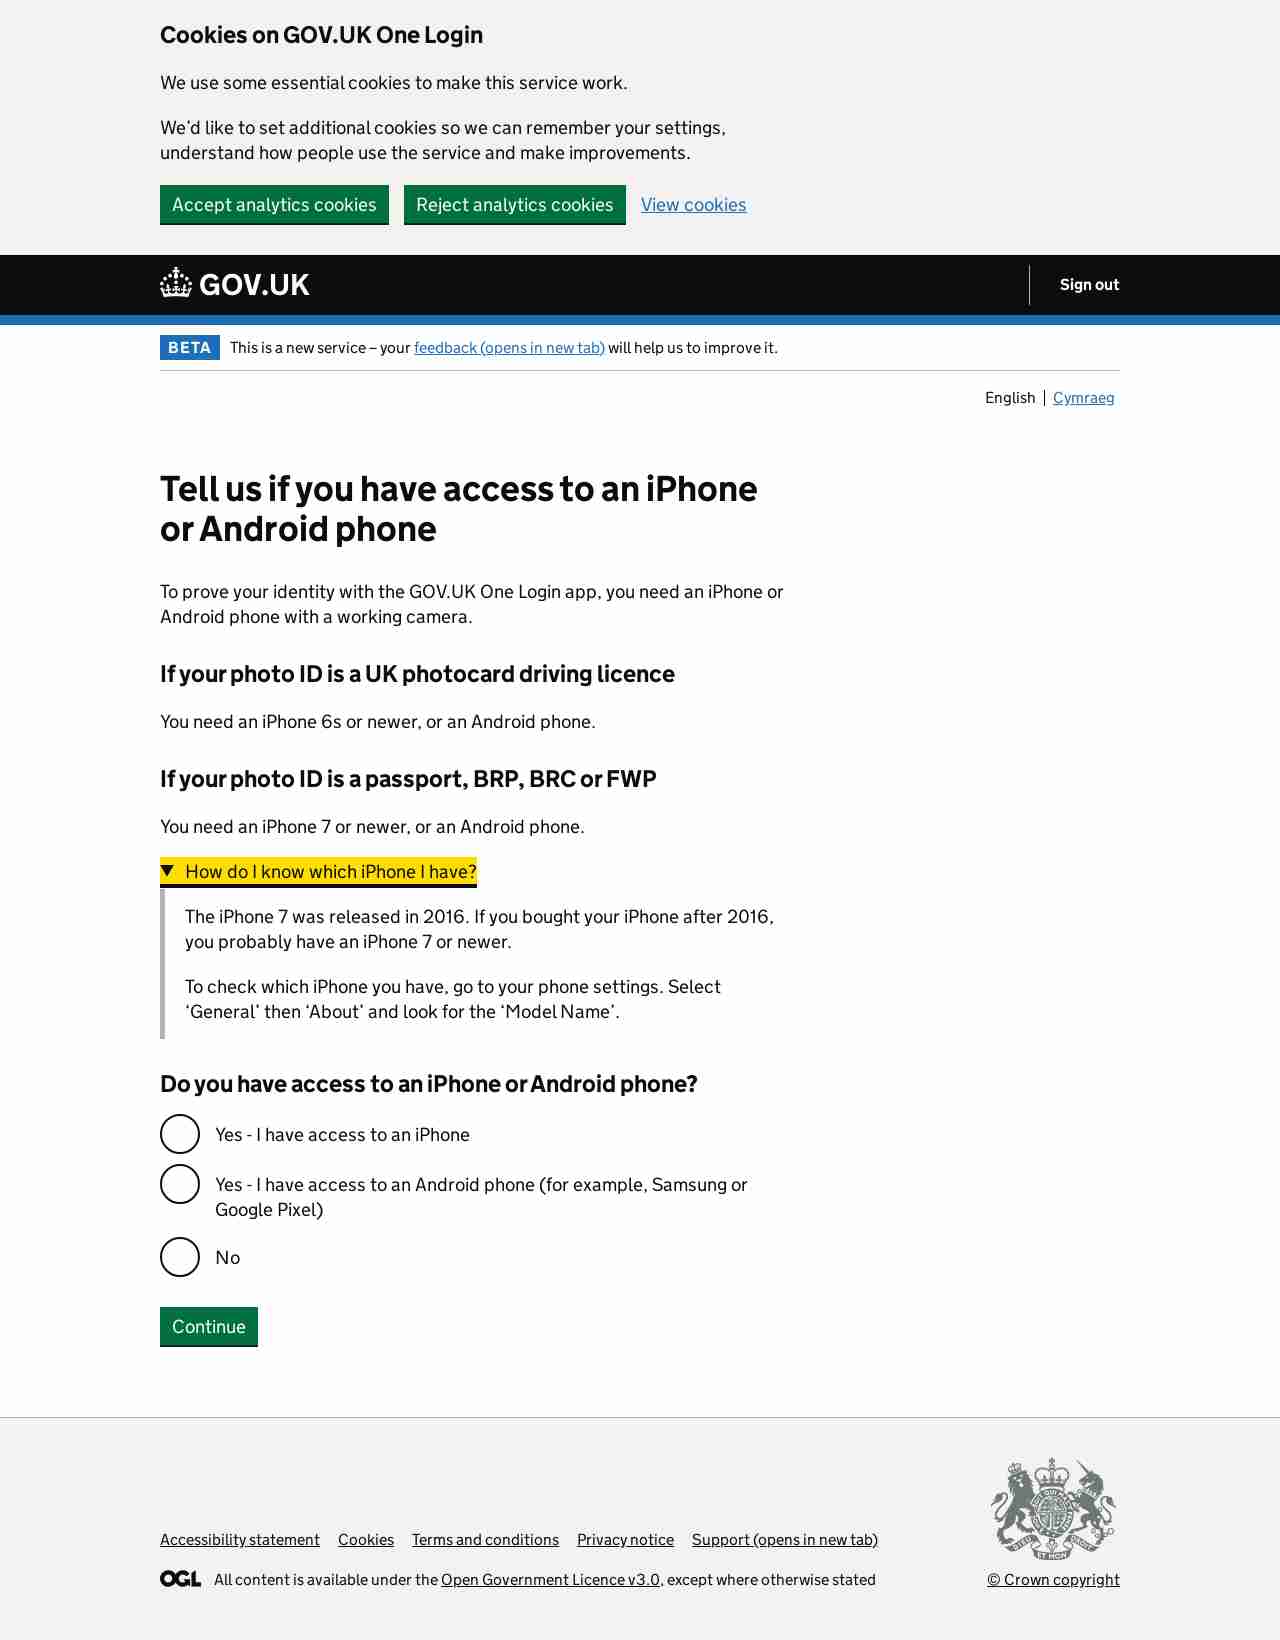 Cookies on GOV.UK One Login
We use some essential cookies to make this service work.
We’d like to set additional cookies so we can remember your settings,
understand how people use the service and make improvements.
Accept analytics cookies Reject analytics cookies View cookies
GOV.UK Sign out
BETA This is a new service – your feedback (opens in new tab) will help us to improve it.
English Cymraeg
Tell us if you have access to an iPhone
or Android phone
To prove your identity with the GOV.UK One Login app, you need an iPhone or
Android phone with a working camera.
If your photo ID is a UK photocard driving licence
You need an iPhone 6s or newer, or an Android phone.
If your photo ID is a passport, BRP, BRC or FWP
You need an iPhone 7 or newer, or an Android phone.
How do I know which iPhone I have?
The iPhone 7 was released in 2016. If you bought your iPhone after 2016,
you probably have an iPhone 7 or newer.
To check which iPhone you have, go to your phone settings. Select
‘General’ then ‘About’ and look for the ‘Model Name’.
Do you have access to an iPhone or Android phone?
Yes - I have access to an iPhone
Yes - I have access to an Android phone (for example, Samsung or
Google Pixel)
No
Continue
Accessibility statement Cookies Terms and conditions Privacy notice Support (opens in new tab)
OGL All content is available under the Open Government Licence v3.0, except where otherwise stated
© Crown copyright